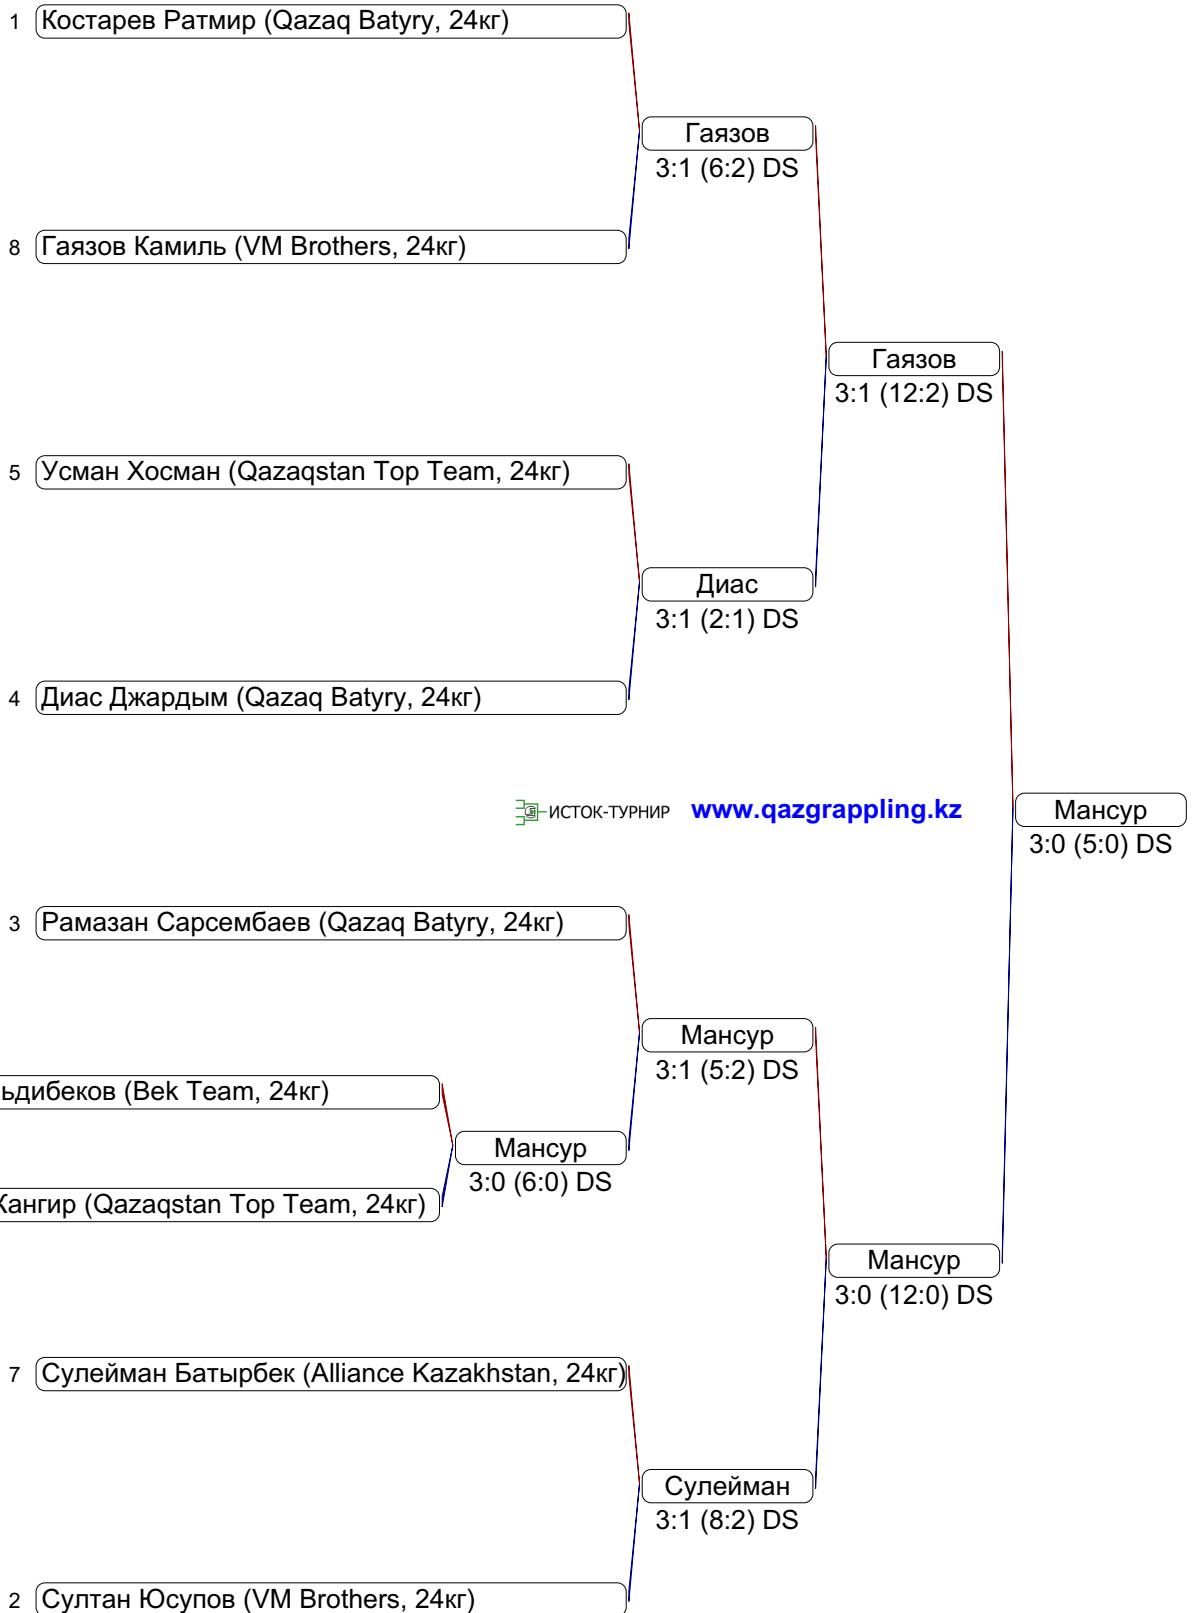 1 Костарев Ратмир (Qazaq Batyry, 24кг)
Гаязов
3:1 (6:2) DS
8 Гаязов Камиль (VM Brothers, 24кг)
Гаязов
3:1 (12:2) DS
5 Усман Хосман (Qazaqstan Top Team, 24кг)
Диас
3:1 (2:1) DS
4 Диас Джардым (Qazaq Batyry, 24кг)
ИСТОК-ТУРНИР www.qazgrappling.kz
Мансур
3:0 (5:0) DS
3 Рамазан Сарсембаев (Qazaq Batyry, 24кг)
Мансур
3:1 (5:2) DS
ьдибеков (Bek Team, 24кг)
Мансур
3:0 (6:0) DS
Жангир (Qazaqstan Top Team, 24кг)
Мансур
3:0 (12:0) DS
7 Сулейман Батырбек (Alliance Kazakhstan, 24кг)
Сулейман
3:1 (8:2) DS
2 Султан Юсупов (VM Brothers, 24кг)